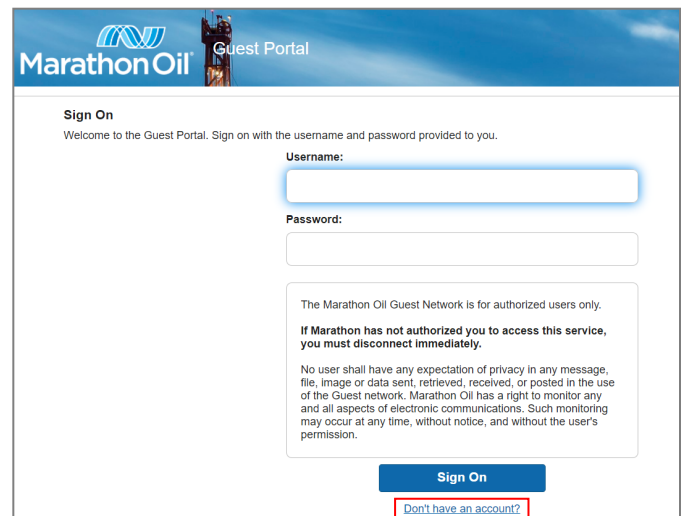 Marathon Oil
Guest Portal
Sign On
Welcome to the Guest Portal. Sign on with the username and password provided to you.
Username:
Password:
The Marathon Oil Guest Network is for authorized users only.
If Marathon has not authorized you to access this service,
you must disconnect immediately.
No user shall have any expectation of privacy in any message,
file, image or data sent, retrieved, received, or posted in the use
of the Guest network. Marathon Oil has a right to monitor any
and all aspects of electronic communications. Such monitoring
may occur at any time, without notice, and without the user's
permission.
Sign On
Don't have an account?